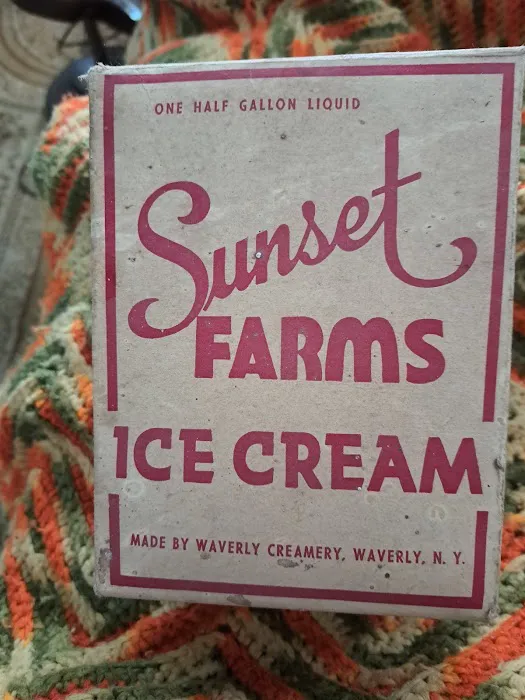 ONE HALF GALLON LIQUID
Sunset
FARMS
ICE CREAM
MADE BY WAVERLY CREAMERY, WAVERLY, N. Y.